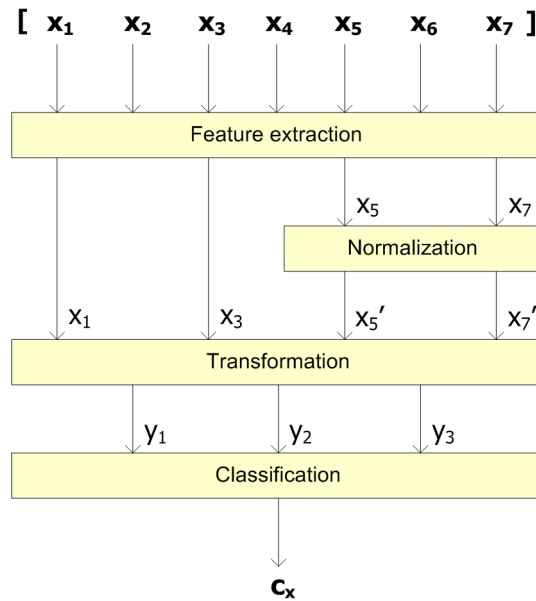 [ x₁ x₂ x₃ x₄ x₅ x₆ x₇ ]
Feature extraction
x₅ x₇
Normalization
x₁ x₃ x₅′ x₇′
Transformation
y₁ y₂ y₃
Classification
cₓ